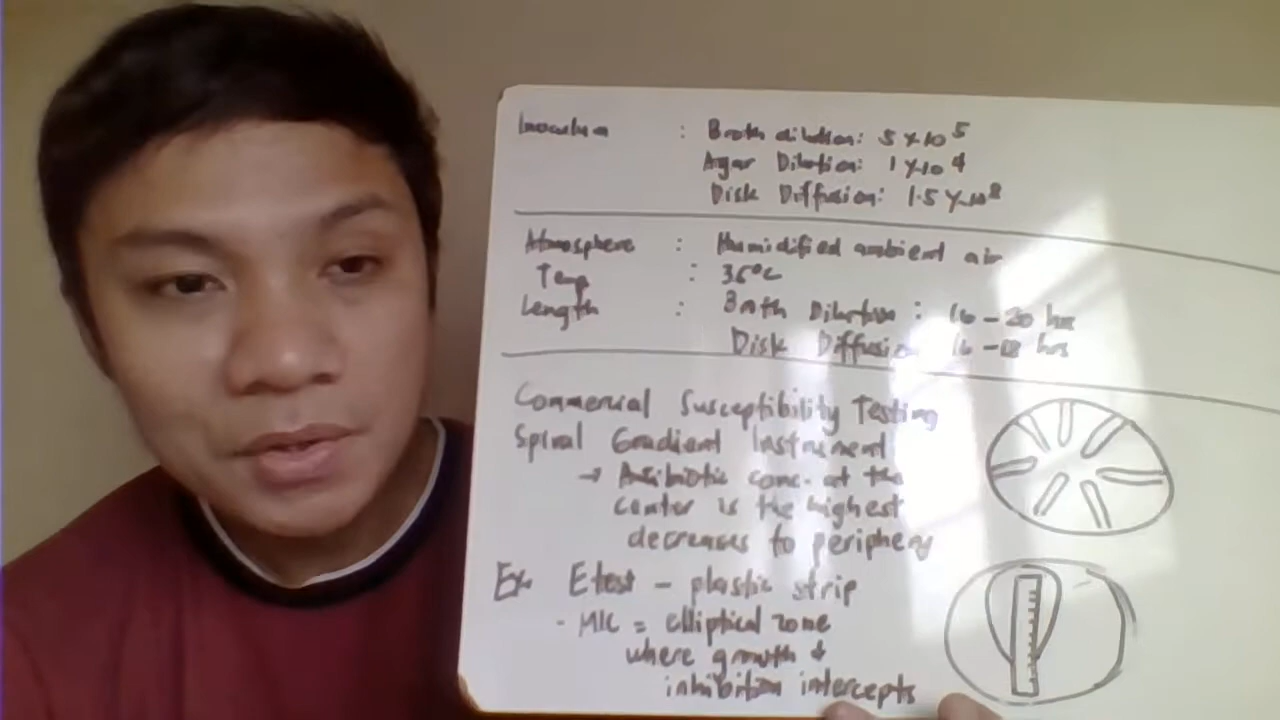 Inoculum : Broth dilution: 5 x 10^5
Agar Dilution: 1 x 10^4
Disk Diffusion: 1.5 x 10^8
Atmosphere : Humidified ambient air
Temp : 35°C
Length : Broth Dilution : 16 - 20 hrs
Disk Diffusion 16 - 18 hrs
Commercial Susceptibility Testing
Spiral Gradient Instrument
→ Antibiotic conc. at the
center is the highest
decreases to periphery
Ex Etest - plastic strip
- MIC = elliptical zone
where growth &
inhibition intercepts